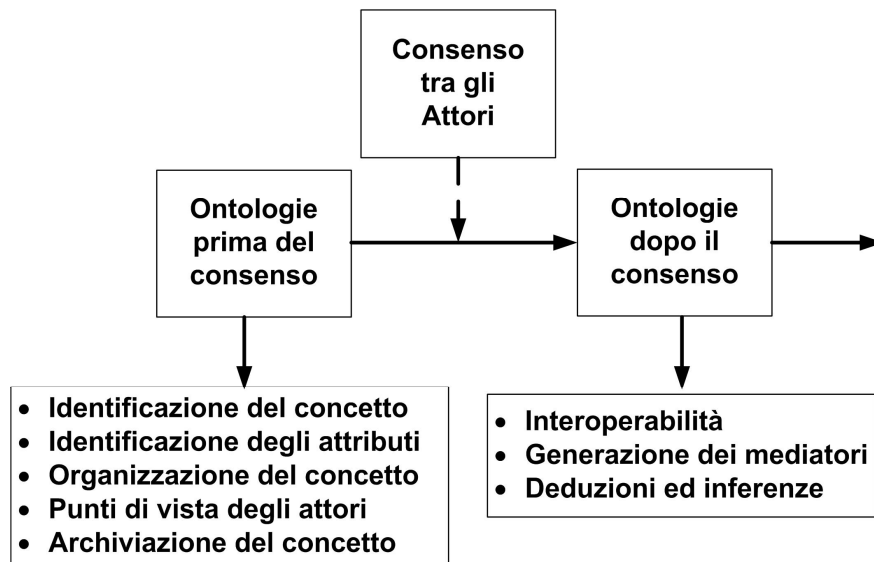 Consenso
tra gli
Attori
Ontologie
prima del
consenso
Ontologie
dopo il
consenso
• Identificazione del concetto
• Identificazione degli attributi
• Organizzazione del concetto
• Punti di vista degli attori
• Archiviazione del concetto
• Interoperabilità
• Generazione dei mediatori
• Deduzioni ed inferenze